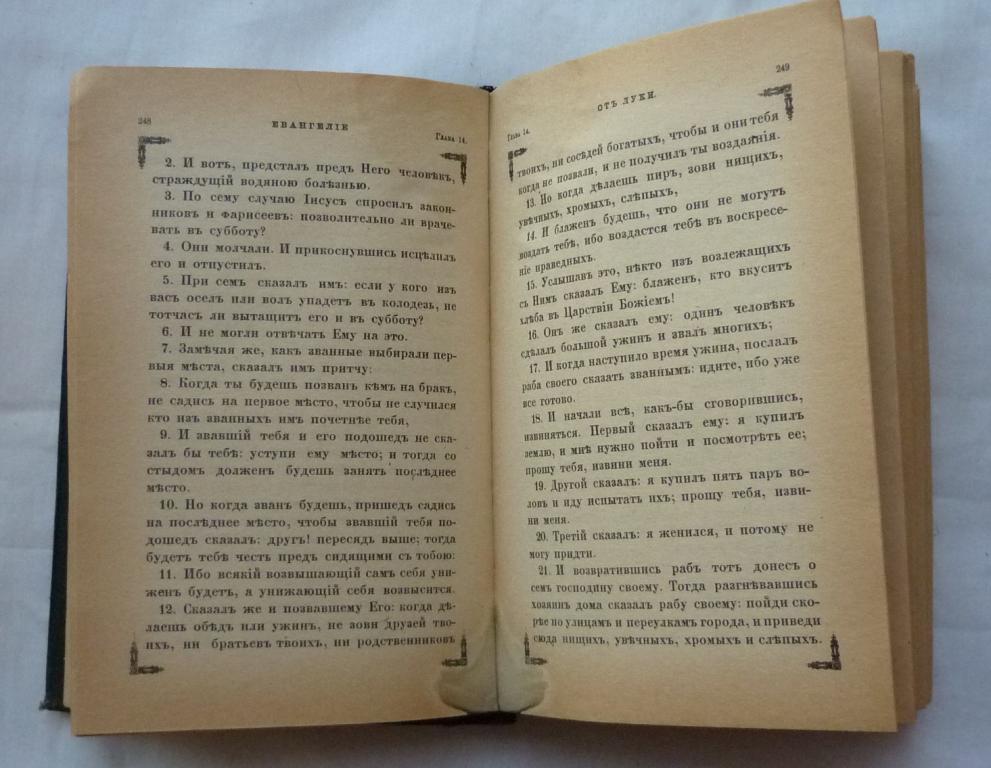 248
ЕВАНГЕЛІЕ
Глава 14.
2. И вотъ, предсталъ предъ Него человѣкъ,
страждущій водяною болѣзнью.
3. По сему случаю Іисусъ спросилъ закон-
никовъ и Фарисеевъ: позволительно ли враче-
вать въ субботу?
4. Они молчали. И прикоснувшись исцѣлилъ
его и отпустилъ.
5. При семъ сказалъ имъ: если у кого изъ
васъ оселъ или волъ упадетъ въ колодезь, не
тотчасъ ли вытащитъ его и въ субботу?
6. И не могли отвѣчать Ему на это.
7. Замѣчая же, какъ званные выбирали пер-
выя мѣста, сказалъ имъ притчу:
8. Когда ты будешь позванъ кѣмъ на бракъ,
не садись на первое мѣсто, чтобы не случился
кто изъ званныхъ имъ почетнѣе тебя,
9. И звавшій тебя и его подошедъ не ска-
залъ бы тебѣ: уступи ему мѣсто; и тогда со
стыдомъ долженъ будешь занять послѣднее
мѣсто.
10. Но когда званъ будешь, пришедъ садись
на послѣднее мѣсто, чтобы звавшій тебя по-
дошедъ сказалъ: другъ! пересядь выше; тогда
будетъ тебѣ честь предъ сидящими съ тобою:
11. Ибо всякій возвышающій самъ себя уни-
женъ будетъ, а унижающій себя возвысится.
12. Сказалъ же и позвавшему Его: когда дѣ-
лаешь обѣдъ или ужинъ, не зови друзей тво-
ихъ, ни братьевъ твоихъ, ни родственниковъ
249
ОТЪ ЛУКИ.
Глава 14.
твоихъ, ни сосѣдей богатыхъ, чтобы и они тебя
когда не позвали, и не получилъ ты воздаянія.
13. Но когда дѣлаешь пиръ, зови нищихъ,
увѣчныхъ, хромыхъ, слѣпыхъ,
14. И блаженъ будешь, что они не могутъ
воздать тебѣ, ибо воздастся тебѣ въ воскресе-
ніе праведныхъ.
15. Услышавъ это, нѣкто изъ возлежащихъ
съ Нимъ сказалъ Ему: блаженъ, кто вкуситъ
хлѣба въ Царствіи Божіемъ!
16. Онъ же сказалъ ему: одинъ человѣкъ
сдѣлалъ большой ужинъ и звалъ многихъ;
17. И когда наступило время ужина, послалъ
раба своего сказать званнымъ: идите, ибо уже
все готово.
18. И начали всѣ, какъ-бы сговорившись,
извиняться. Первый сказалъ ему: я купилъ
землю, и мнѣ нужно пойти и посмотрѣть ее;
прошу тебя, извини меня.
19. Другой сказалъ: я купилъ пять паръ во-
ловъ и иду испытать ихъ; прошу тебя, изви-
ни меня.
20. Третій сказалъ: я женился, и потому не
могу придти.
21. И возвратившись рабъ тотъ донесъ о
семъ господину своему. Тогда разгнѣвавшись
хозяинъ дома сказалъ рабу своему: пойди ско-
рѣе по улицамъ и переулкамъ города, и приведи
сюда нищихъ, увѣчныхъ, хромыхъ и слѣпыхъ.